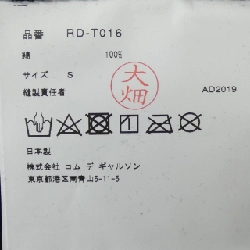 品番 RD-T016
綿 100%
サイズ S
縫製責任者 大畑 AD2019
日本製
株式会社 コム デ ギャルソン
東京都港区南青山5-11-5